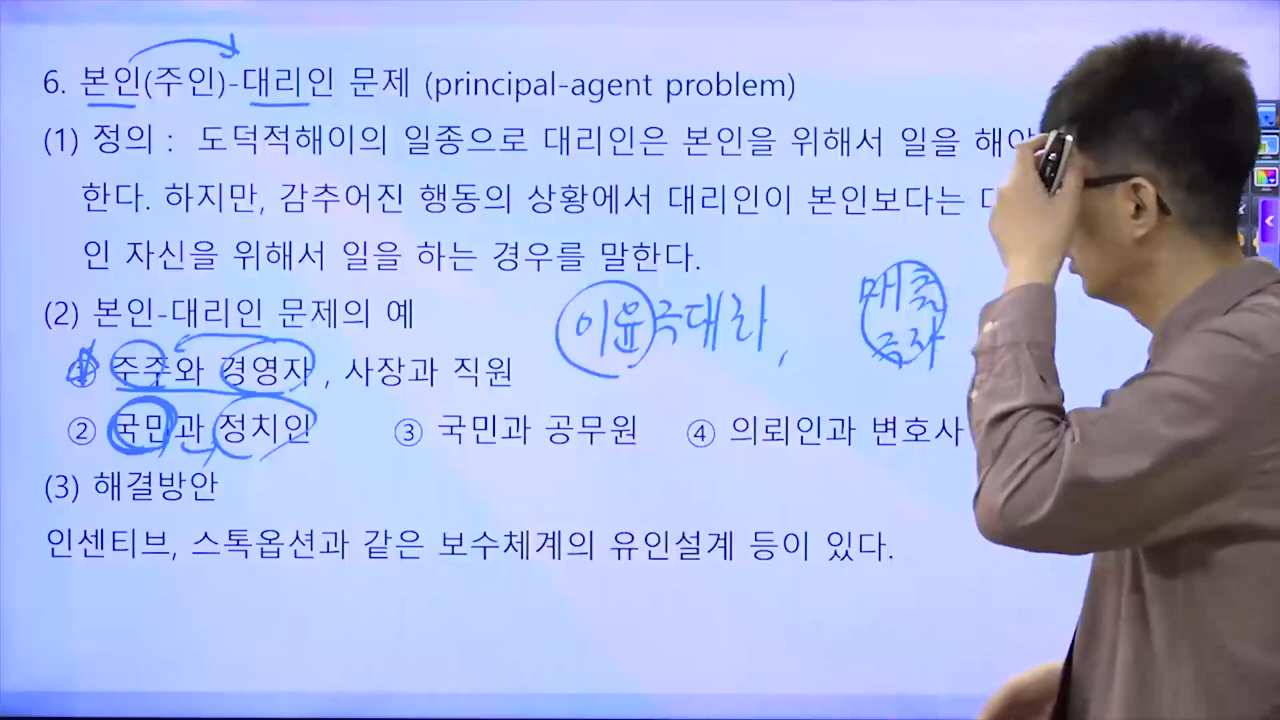 6. 본인(주인)-대리인 문제 (principal-agent problem)
(1) 정의 : 도덕적해이의 일종으로 대리인은 본인을 위해서 일을 해야
한다. 하지만, 감추어진 행동의 상황에서 대리인이 본인보다는
인 자신을 위해서 일을 하는 경우를 말한다.
(2) 본인-대리인 문제의 예
이윤극대화,
매출
① 주주와 경영자, 사장과 직원
② 국민과 정치인 ③ 국민과 공무원 ④ 의뢰인과 변호사
(3) 해결방안
인센티브, 스톡옵션과 같은 보수체계의 유인설계 등이 있다.